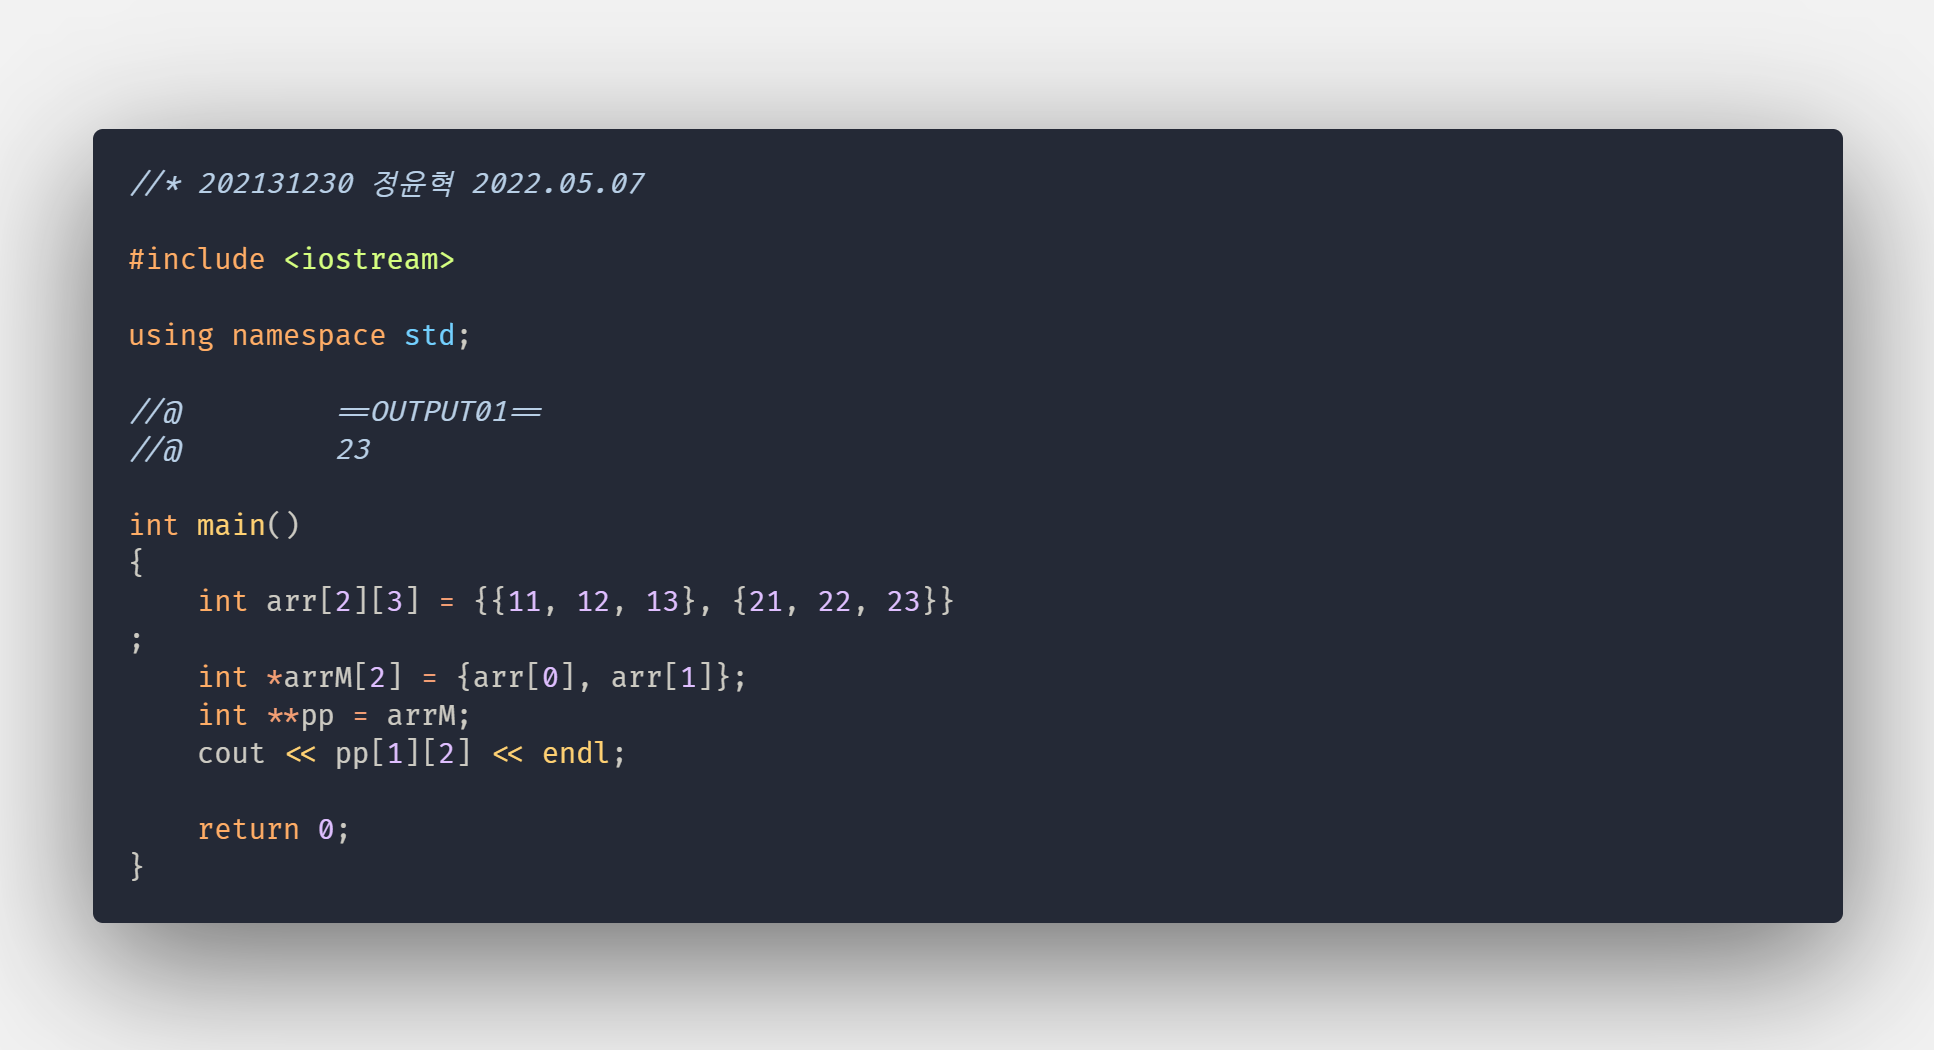 //* 202131230 정윤혁 2022.05.07
#include <iostream>
using namespace std;
//@         ==OUTPUT01==
//@         23
int main()
{
    int arr[2][3] = {{11, 12, 13}, {21, 22, 23}}
;
    int *arrM[2] = {arr[0], arr[1]};
    int **pp = arrM;
    cout << pp[1][2] << endl;
    return 0;
}